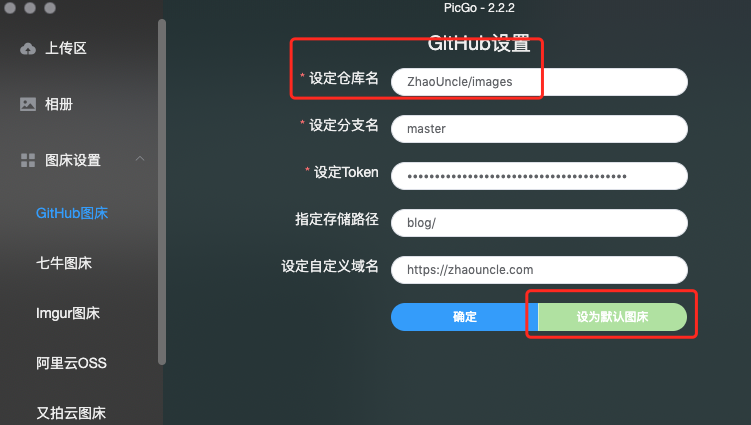 PicGo - 2.2.2
上传区
相册
图床设置
GitHub图床
七牛图床
Imgur图床
阿里云OSS
又拍云图床
GitHub设置
* 设定仓库名 ZhaoUncle/images
* 设定分支名 master
* 设定Token ••••••••••••••••••••••••••••••••••••••••
指定存储路径 blog/
设定自定义域名 https://zhaouncle.com
确定 设为默认图床